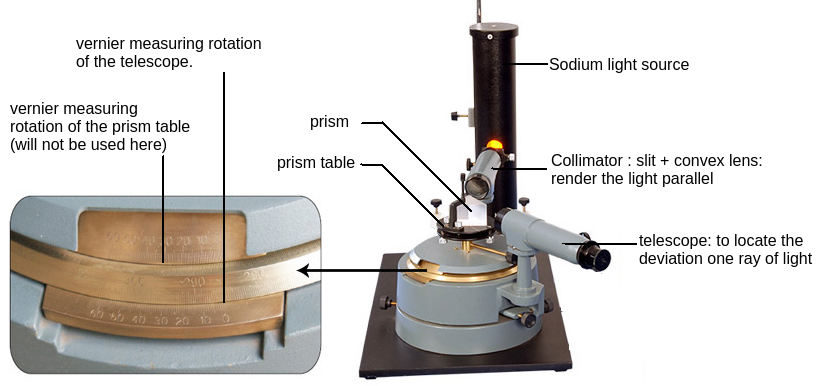 vernier measuring rotation
of the telescope.
vernier measuring
rotation of the prism table
(will not be used here)
prism
prism table
Sodium light source
Collimator : slit + convex lens:
render the light parallel
telescope: to locate the
deviation one ray of light
60 50 40 30 20 10 0